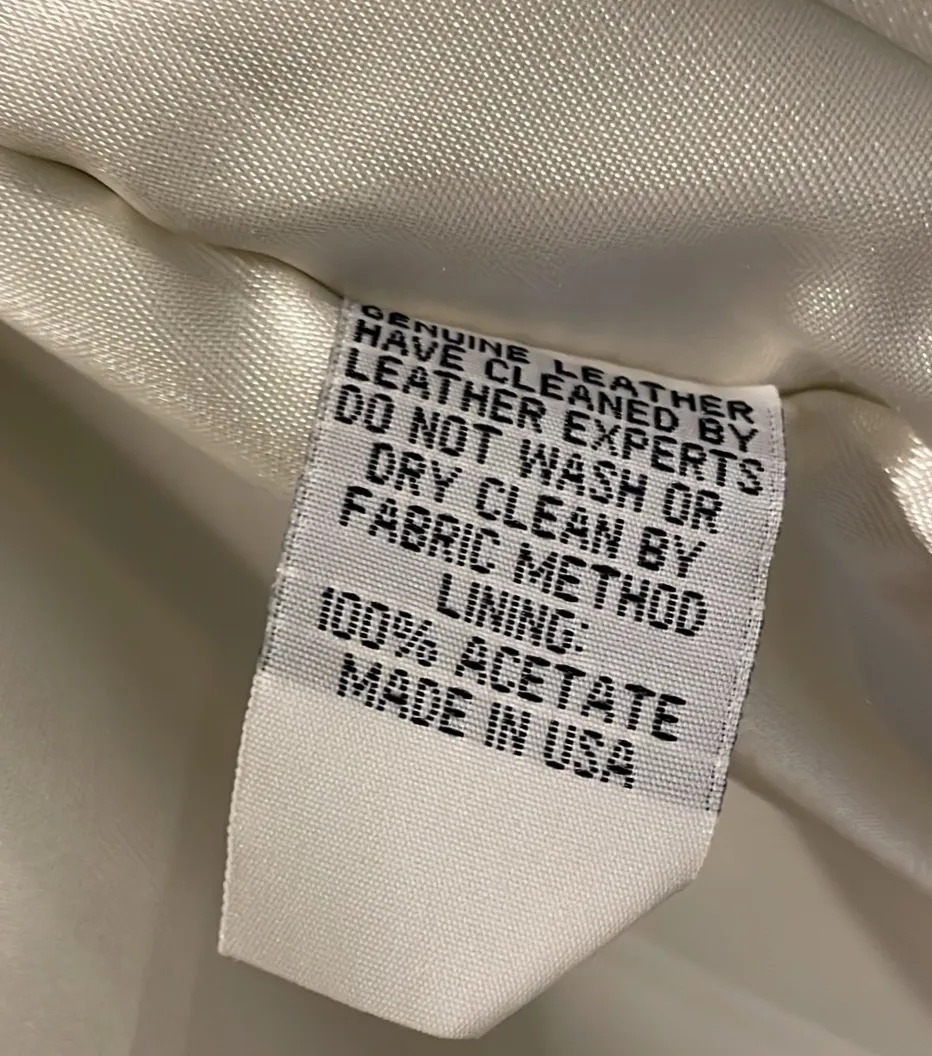 GENUINE LEATHER
HAVE CLEANED BY
LEATHER EXPERTS
DO NOT WASH OR
DRY CLEAN BY
FABRIC METHOD
LINING:
100% ACETATE
MADE IN USA